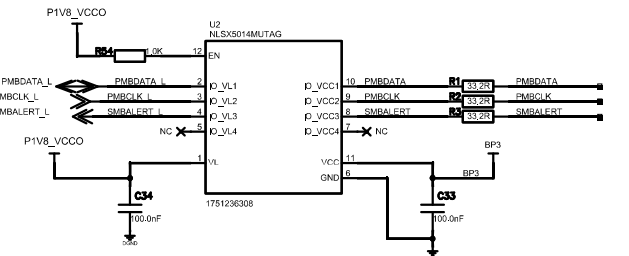 P1V8_VCCO
U2
NLSX5014MUTAG
R54 1,0K 12 EN
PMBDATA_L PMBDATA_L 2 IO_VL1 IO_VCC1 10 PMBDATA R1 33,2R PMBDATA
MBCLK_L PMBCLK_L 3 IO_VL2 IO_VCC2 9 PMBCLK R2 33,2R PMBCLK
MBALERT_L SMBALERT_L 4 IO_VL3 IO_VCC3 8 SMBALERT R3 33,2R SMBALERT
NC 5 IO_VL4 IO_VCC4 7 NC
P1V8_VCCO BP3
1 VL VCC 11
GND 6 BP3
C34 C33
100.0nF 1751236308 100.0nF
DGND